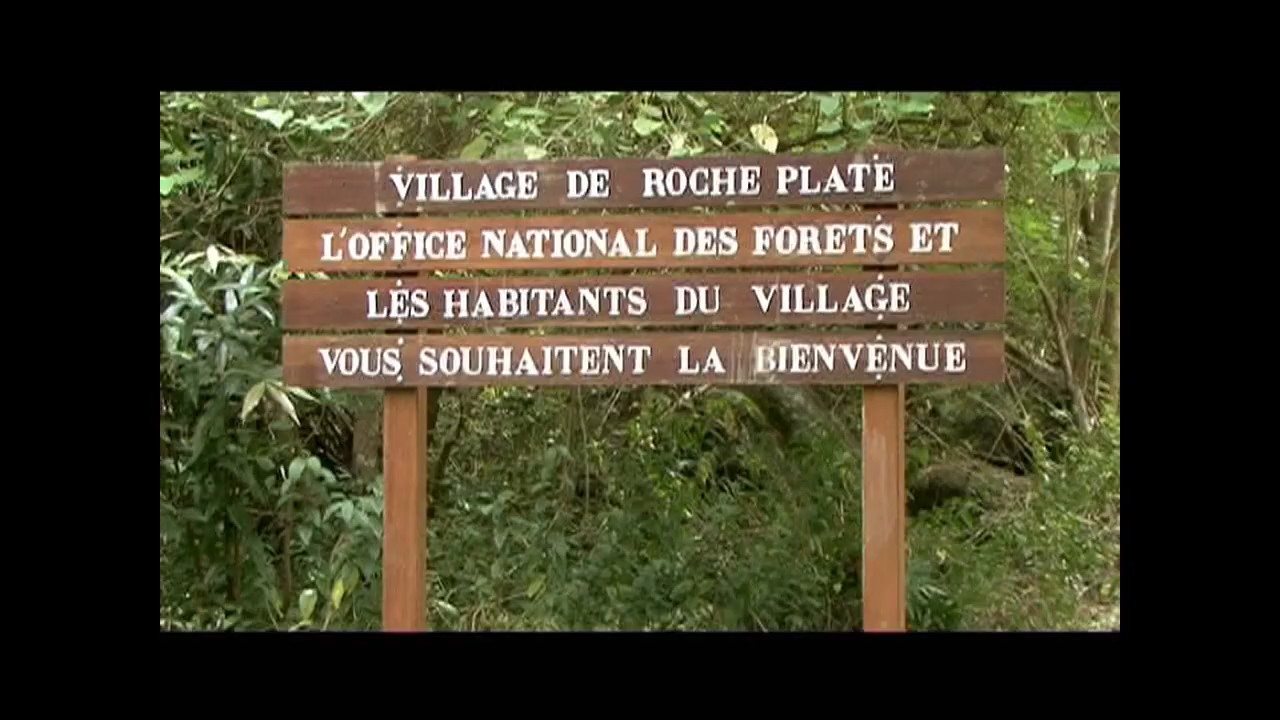 VILLAGE DE ROCHE PLATE
L'OFFICE NATIONAL DES FORETS ET
LES HABITANTS DU VILLAGE
VOUS SOUHAITENT LA BIENVENUE